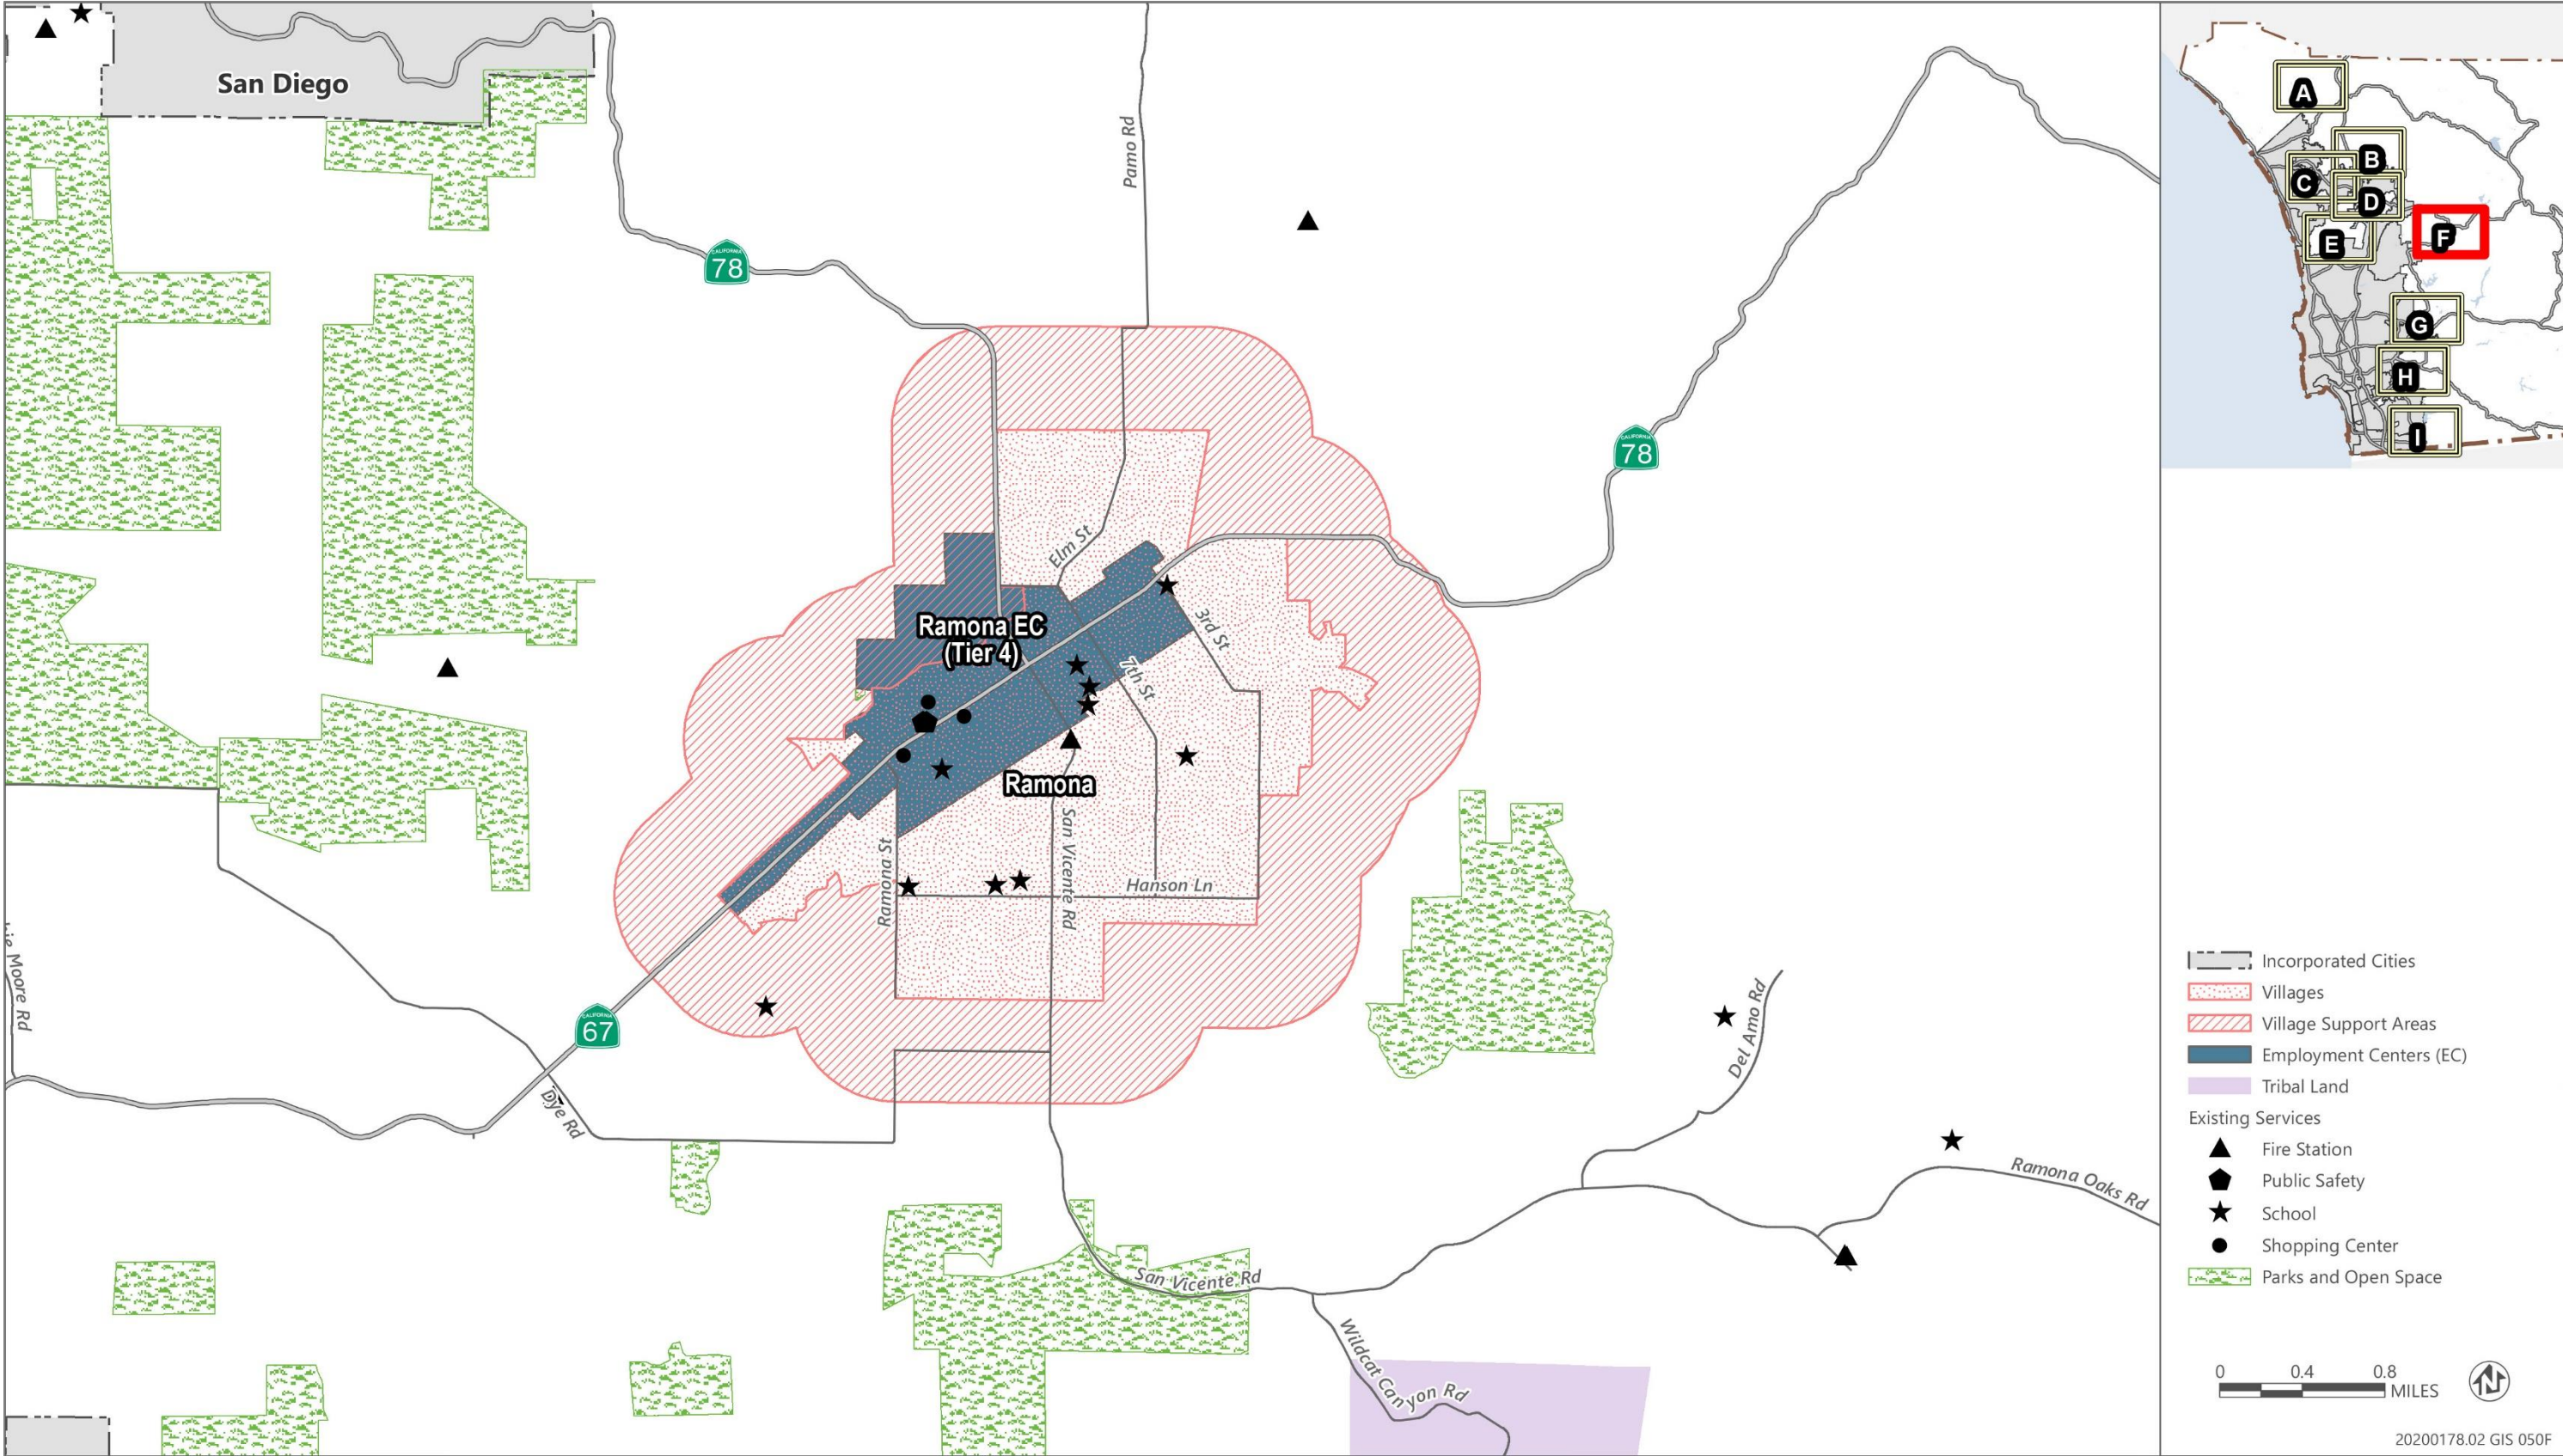 San Diego
Pamo Rd
CALIFORNIA
78
CALIFORNIA
78
Elm St
Ramona EC
(Tier 4)
3rd St
7th St
Ramona
Ramona St
San Vicente Rd
Hanson Ln
Moore Rd
CALIFORNIA
67
Dye Rd
Del Amo Rd
Ramona Oaks Rd
San Vicente Rd
Wildcat Canyon Rd
A
B
C
D
E
F
G
H
I
Incorporated Cities
Villages
Village Support Areas
Employment Centers (EC)
Tribal Land
Existing Services
Fire Station
Public Safety
School
Shopping Center
Parks and Open Space
0 0.4 0.8
MILES
N
20200178.02 GIS 050F